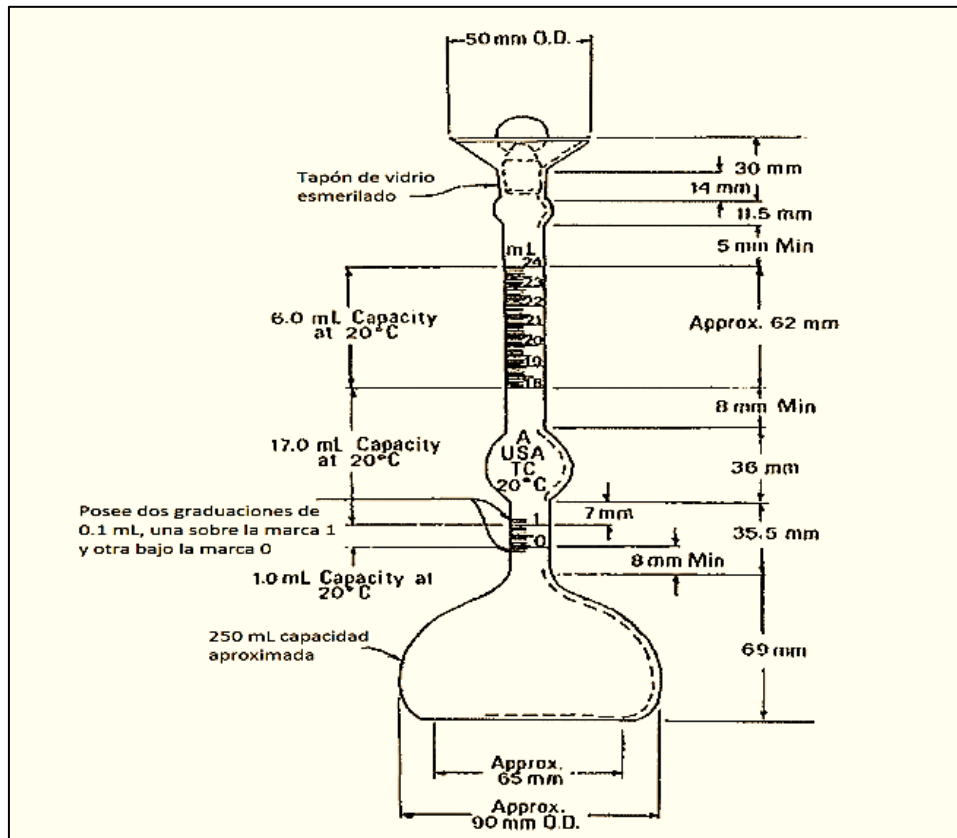 50 mm O.D.
Tapón de vidrio
esmerilado
30 mm
14 mm
11.5 mm
5 mm Min
mL
24
23
22
21
20
19
18
6.0 mL Capacity
at 20°C
Approx. 62 mm
8 mm Min
17.0 mL Capacity
at 20°C
A
USA
TC
20°C
36 mm
Posee dos graduaciones de
0.1 mL, una sobre la marca 1
y otra bajo la marca 0
1
0
7 mm
35.5 mm
8 mm Min
1.0 mL Capacity at
20°C
250 mL capacidad
aproximada
69 mm
Approx.
65 mm
Approx.
90 mm O.D.